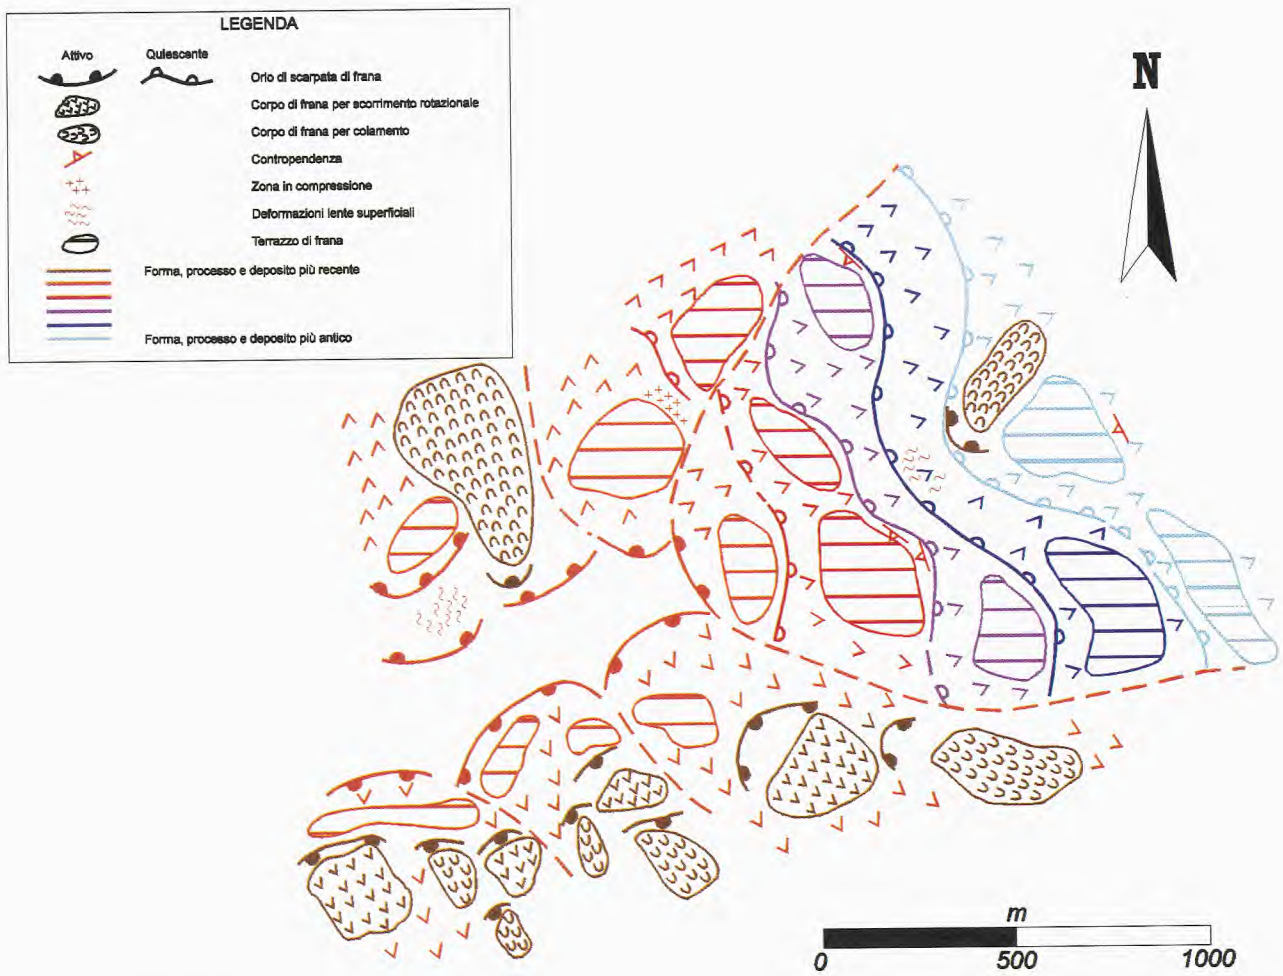 LEGENDA
Attivo Quiescente
Orlo di scarpata di frana
Corpo di frana per scorrimento rotazionale
Corpo di frana per colamento
Contropendenza
Zona in compressione
Deformazioni lente superficiali
Terrazzo di frana
Forma, processo e deposito più recente
Forma, processo e deposito più antico
N
m
0 500 1000